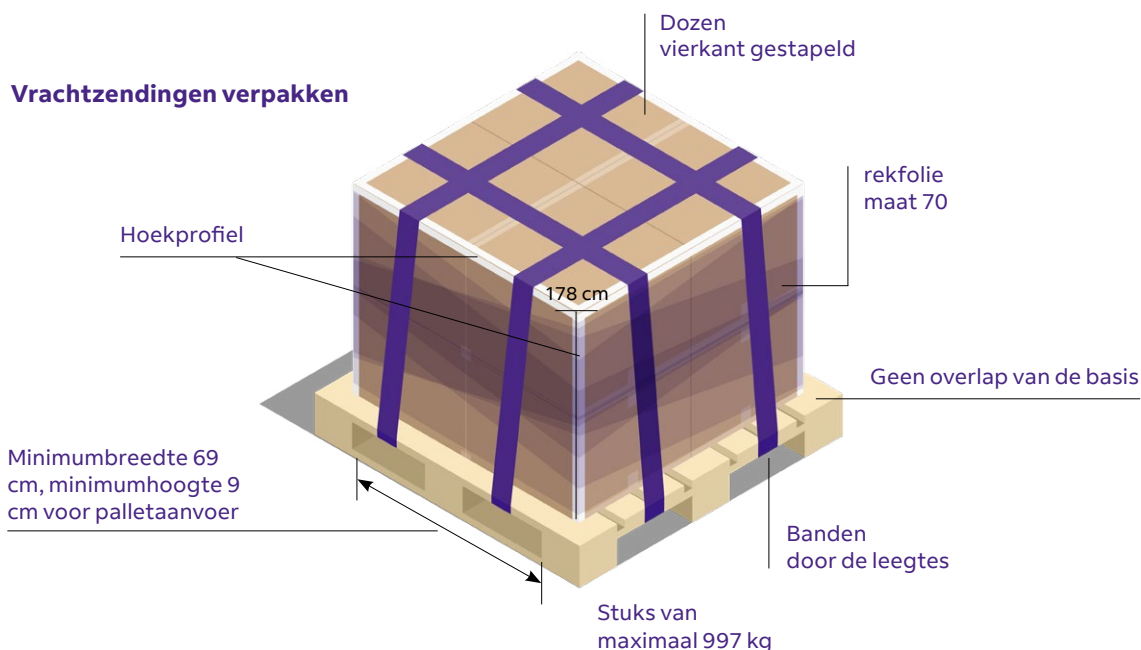 Dozen
vierkant gestapeld
Vrachtzendingen verpakken
rekfolie
maat 70
Hoekprofiel
178 cm
Geen overlap van de basis
Minimumbreedte 69
cm, minimumhoogte 9
cm voor palletaanvoer
Banden
door de leegtes
Stuks van
maximaal 997 kg